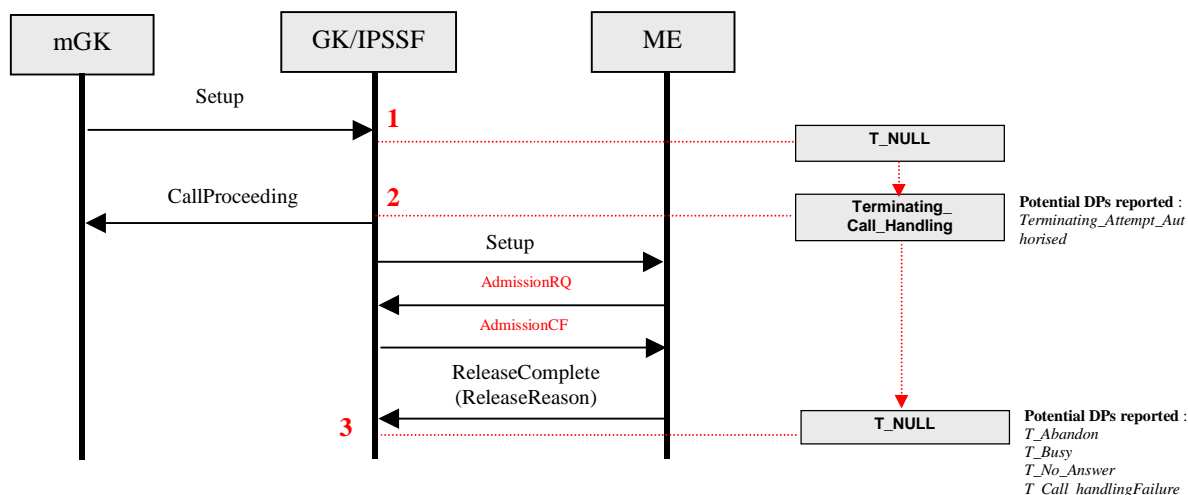 mGK
GK/IPSSF
ME
Setup
1
T_NULL
CallProceeding
2
Terminating_
Call_Handling
Potential DPs reported :
Terminating_Attempt_Aut
horised
Setup
AdmissionRQ
AdmissionCF
ReleaseComplete
(ReleaseReason)
3
T_NULL
Potential DPs reported :
T_Abandon
T_Busy
T_No_Answer
T_Call_handlingFailure